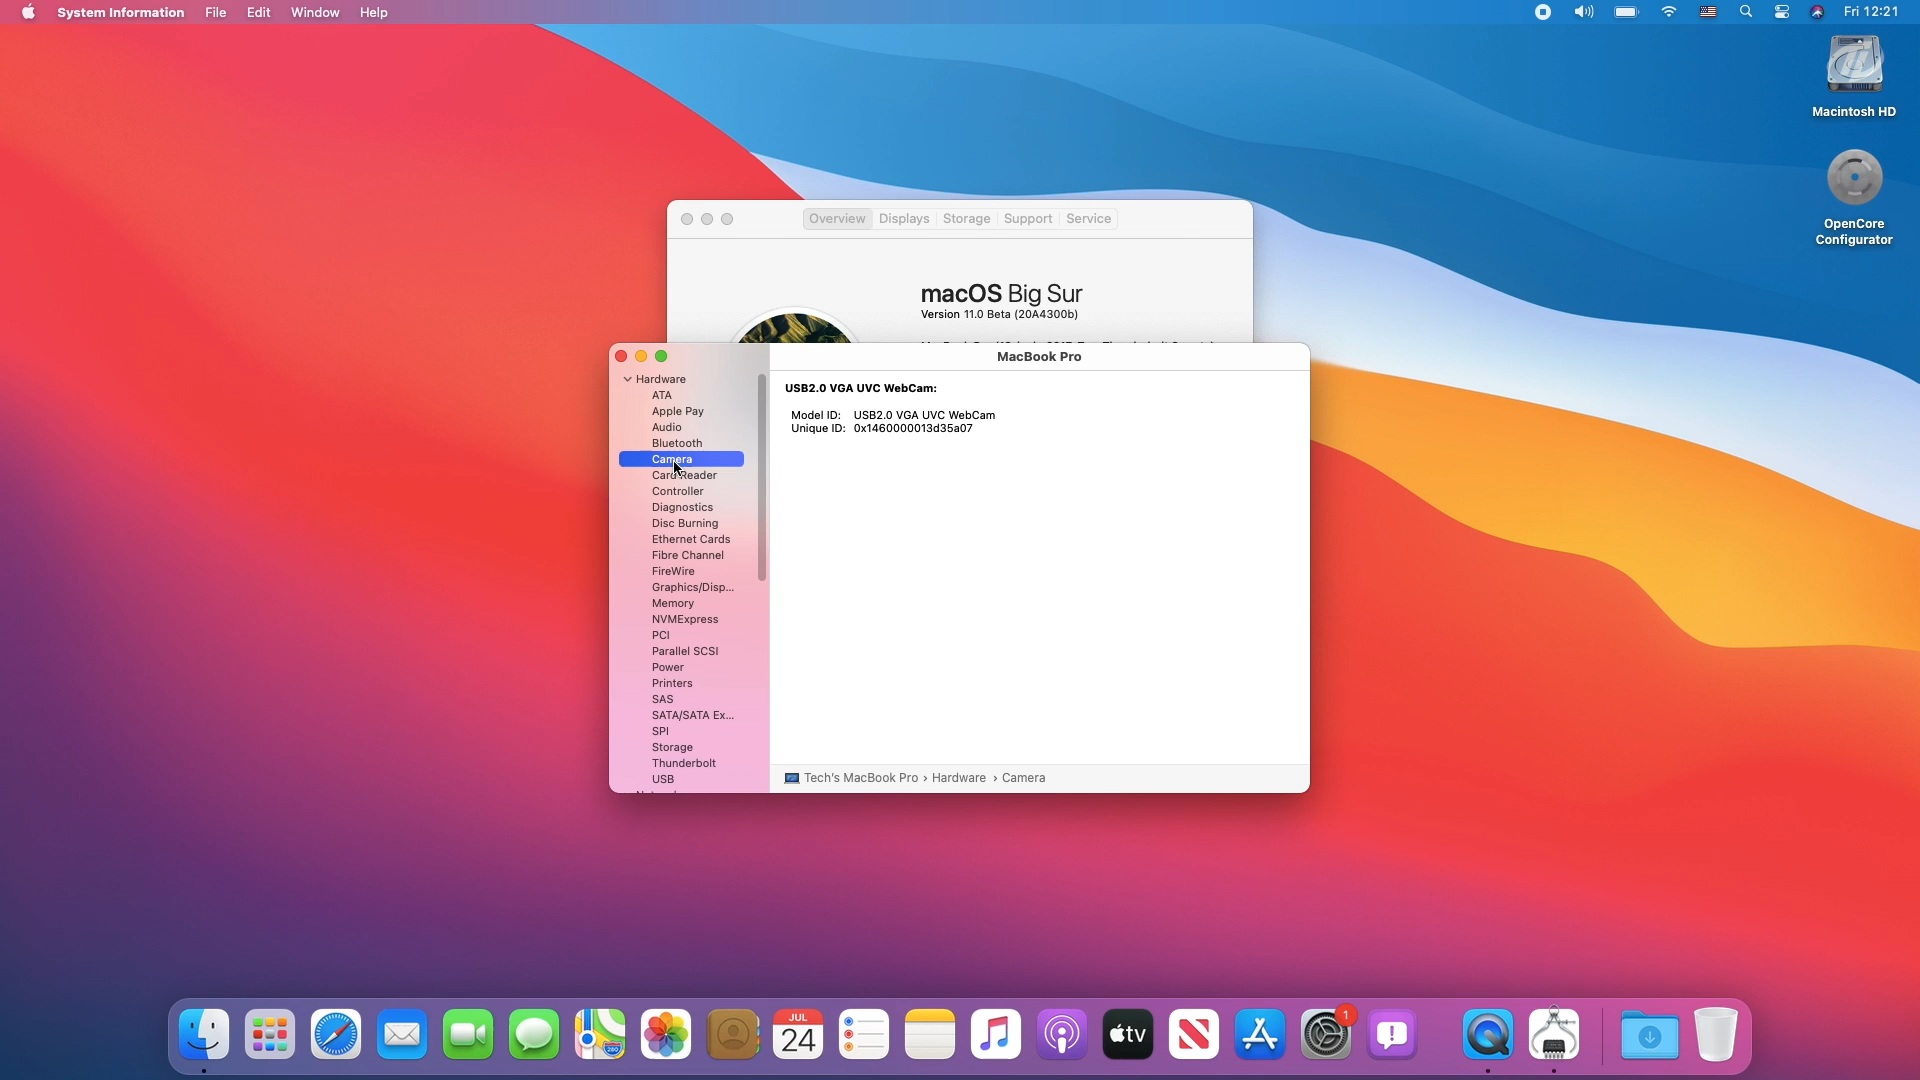 System Information File Edit Window Help Fri 12:21
Macintosh HD
OpenCore
Configurator
Overview Displays Storage Support Service
macOS Big Sur
Version 11.0 Beta (20A4300b)
MacBook Pro
Hardware
ATA
Apple Pay
Audio
Bluetooth
Camera
Card Reader
Controller
Diagnostics
Disc Burning
Ethernet Cards
Fibre Channel
FireWire
Graphics/Disp...
Memory
NVMExpress
PCI
Parallel SCSI
Power
Printers
SAS
SATA/SATA Ex...
SPI
Storage
Thunderbolt
USB
USB2.0 VGA UVC WebCam:
Model ID: USB2.0 VGA UVC WebCam
Unique ID: 0x1460000013d35a07
Tech's MacBook Pro › Hardware › Camera
JUL
24
280
tv
1